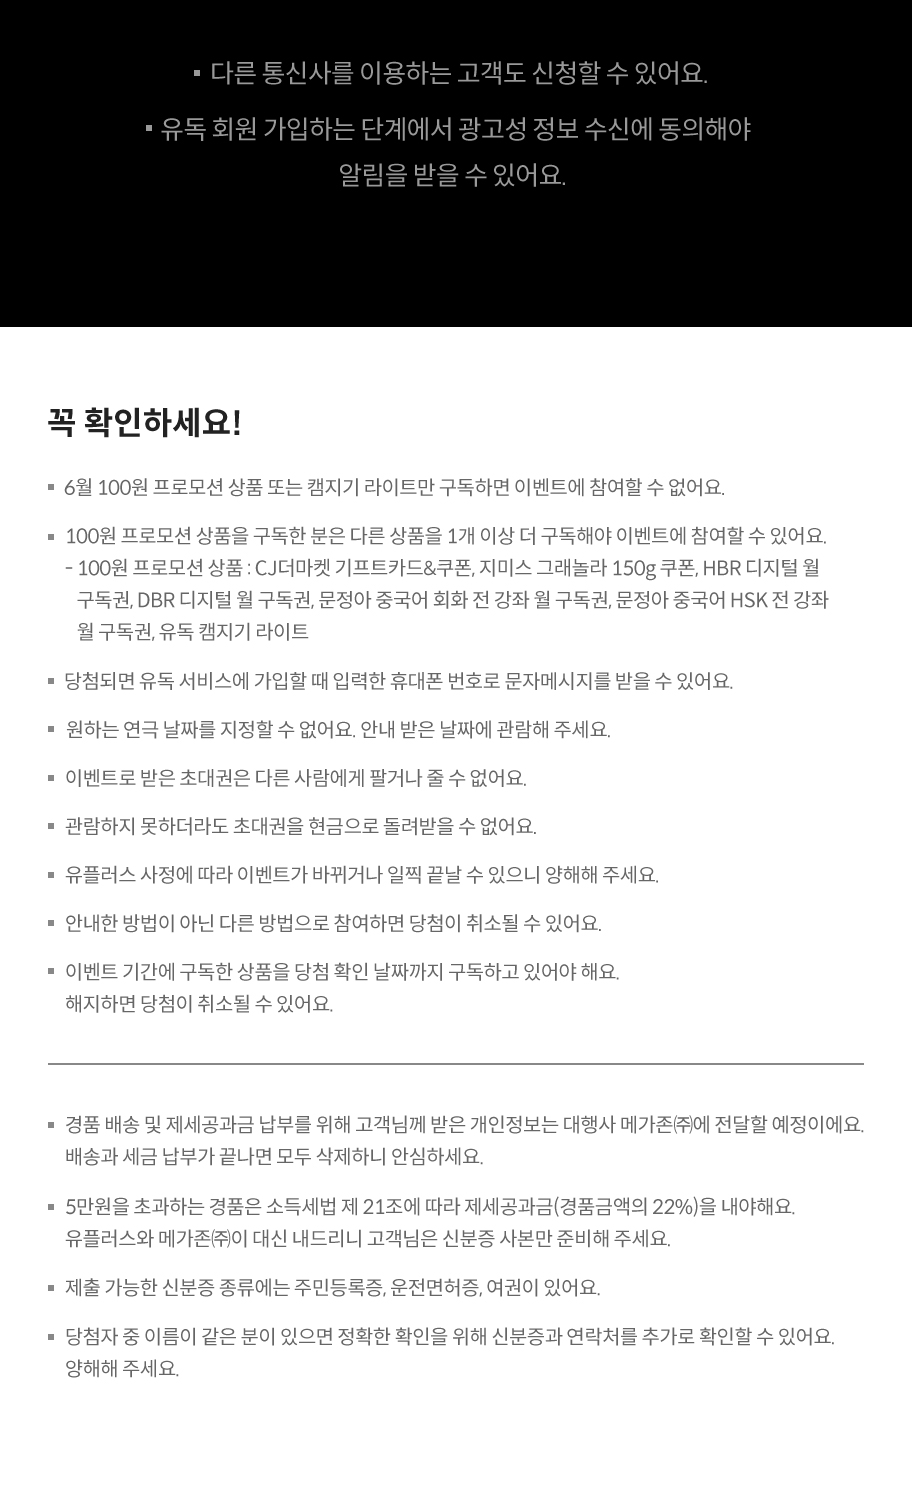 ▪ 다른 통신사를 이용하는 고객도 신청할 수 있어요.
▪ 유독 회원 가입하는 단계에서 광고성 정보 수신에 동의해야
알림을 받을 수 있어요.
꼭 확인하세요!
▪ 6월 100원 프로모션 상품 또는 캠지기 라이트만 구독하면 이벤트에 참여할 수 없어요.
▪ 100원 프로모션 상품을 구독한 분은 다른 상품을 1개 이상 더 구독해야 이벤트에 참여할 수 있어요.
- 100원 프로모션 상품 : CJ더마켓 기프트카드&쿠폰, 지미스 그래놀라 150g 쿠폰, HBR 디지털 월
구독권, DBR 디지털 월 구독권, 문정아 중국어 회화 전 강좌 월 구독권, 문정아 중국어 HSK 전 강좌
월 구독권, 유독 캠지기 라이트
▪ 당첨되면 유독 서비스에 가입할 때 입력한 휴대폰 번호로 문자메시지를 받을 수 있어요.
▪ 원하는 연극 날짜를 지정할 수 없어요. 안내 받은 날짜에 관람해 주세요.
▪ 이벤트로 받은 초대권은 다른 사람에게 팔거나 줄 수 없어요.
▪ 관람하지 못하더라도 초대권을 현금으로 돌려받을 수 없어요.
▪ 유플러스 사정에 따라 이벤트가 바뀌거나 일찍 끝날 수 있으니 양해해 주세요.
▪ 안내한 방법이 아닌 다른 방법으로 참여하면 당첨이 취소될 수 있어요.
▪ 이벤트 기간에 구독한 상품을 당첨 확인 날짜까지 구독하고 있어야 해요.
해지하면 당첨이 취소될 수 있어요.
▪ 경품 배송 및 제세공과금 납부를 위해 고객님께 받은 개인정보는 대행사 메가존㈜에 전달할 예정이에요.
배송과 세금 납부가 끝나면 모두 삭제하니 안심하세요.
▪ 5만원을 초과하는 경품은 소득세법 제 21조에 따라 제세공과금(경품금액의 22%)을 내야해요.
유플러스와 메가존㈜이 대신 내드리니 고객님은 신분증 사본만 준비해 주세요.
▪ 제출 가능한 신분증 종류에는 주민등록증, 운전면허증, 여권이 있어요.
▪ 당첨자 중 이름이 같은 분이 있으면 정확한 확인을 위해 신분증과 연락처를 추가로 확인할 수 있어요.
양해해 주세요.